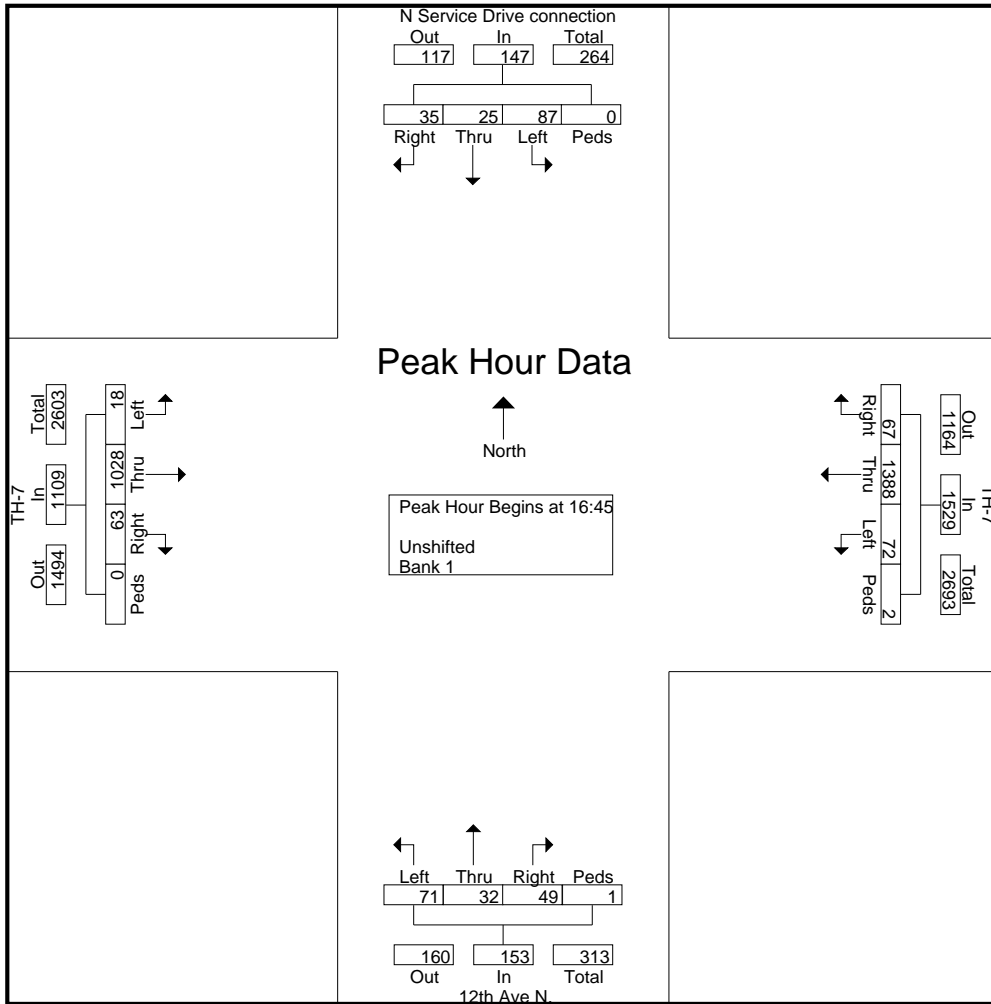 N Service Drive connection
Out In Total
117 147 264
35 25 87 0
Right Thru Left Peds
Peak Hour Data
North
Peak Hour Begins at 16:45
Unshifted
Bank 1
TH-7
Total In Out
2603 1109 1494
18 1028 63 0
Left Thru Right Peds
TH-7
Out In Total
1164 1529 2693
67 1388 72 2
Right Thru Left Peds
Left Thru Right Peds
71 32 49 1
160 153 313
Out In Total
12th Ave N.